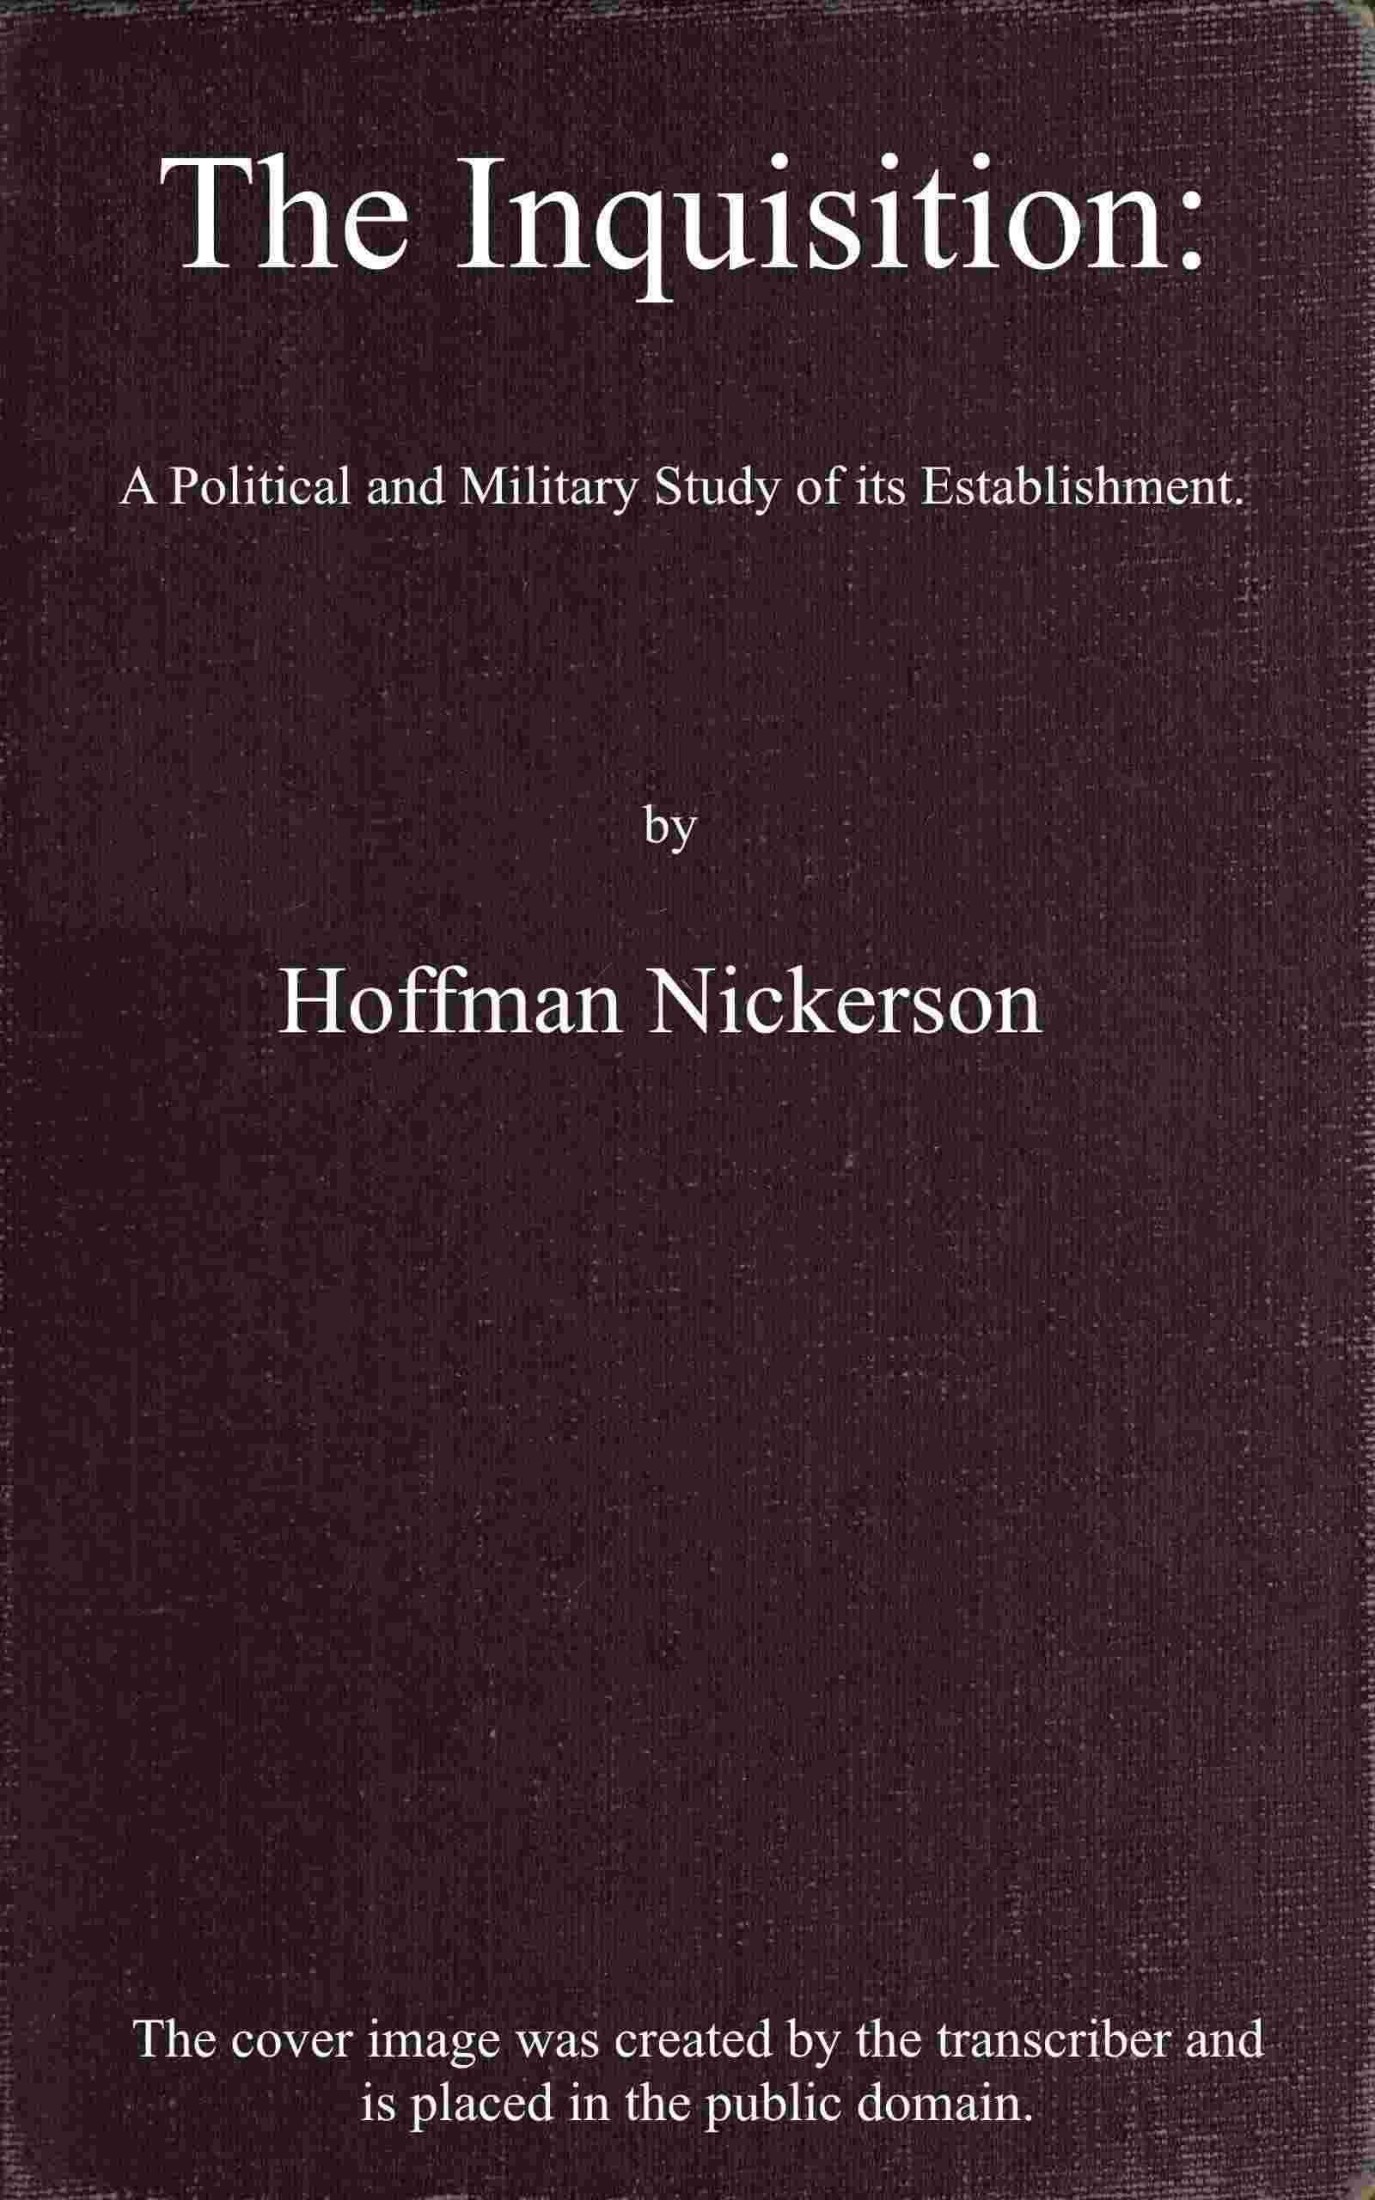 The Inquisition:
A Political and Military Study of its Establishment.
by
Hoffman Nickerson
The cover image was created by the transcriber and
is placed in the public domain.